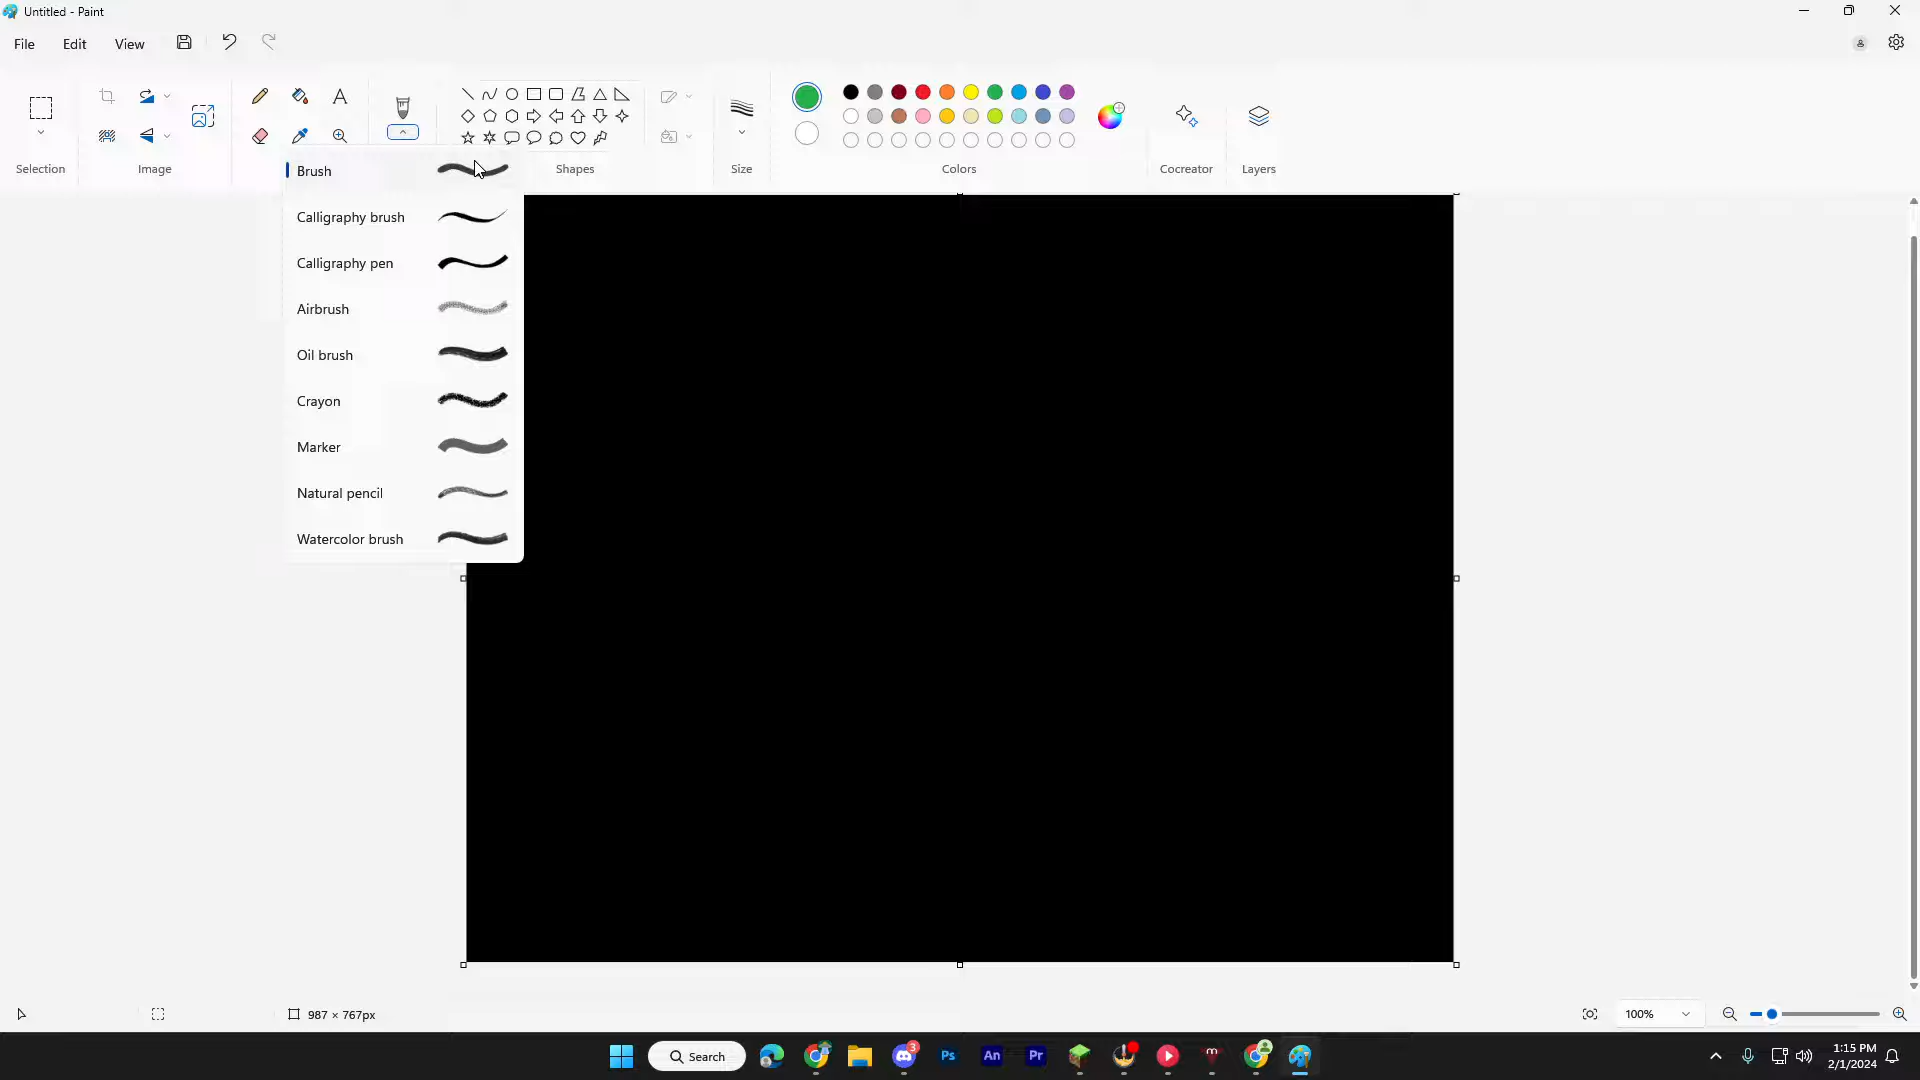 Untitled - Paint
File
Edit
View
Selection
Image
Shapes
Size
Colors
Cocreator
Layers
Brush
Calligraphy brush
Calligraphy pen
Airbrush
Oil brush
Crayon
Marker
Natural pencil
Watercolor brush
987 × 767px
100%
Search
3
Ps
An
Pr
m
1:15 PM
2/1/2024